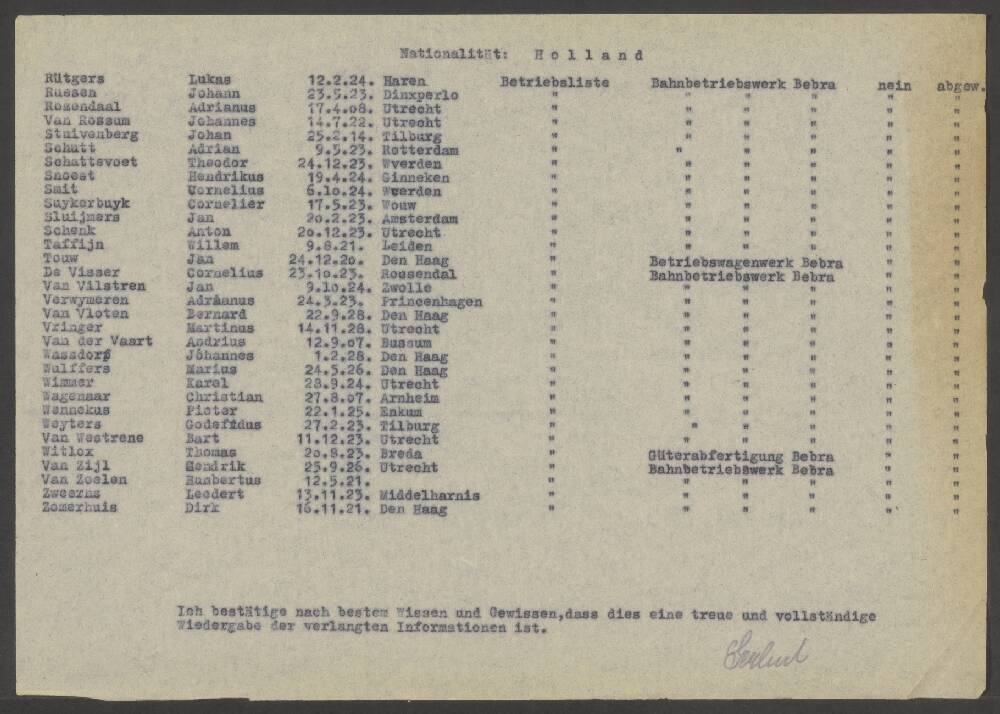 Nationalität: Holland
Rütgers Lukas 12.2.24. Haren Betriebsliste Bahnbetriebswerk Bebra nein abgew.
Russen Johann 23.5.23. Dinxperlo " " " " " "
Rozendaal Adrianus 17.4.08. Utrecht " " " " " "
Van Rossum Johannes 14.7.22. Utrecht " " " " " "
Stuivenberg Johan 25.2.14. Tilburg " " " " " "
Schutt Adrian 9.5.23. Rotterdam " " " " " "
Schattevoet Theodor 24.12.23. Wverden " " " " " "
Snoest Hendrikus 19.4.24. Ginneken " " " " " "
Smit Cornelius 6.10.24. Woerden " " " " " "
Suykerbuyk Cornelier 17.5.23. Wouw " " " " " "
Sluijmers Jan 20.2.23. Amsterdam " " " " " "
Schenk Anton 20.12.23. Utrecht " " " " " "
Taffijn Willem 9.8.21. Leiden " " " " " "
Touw Jan 24.12.20. Den Haag " Betriebswagenwerk Bebra " "
De Visser Cornelius 23.10.23. Roosendal " Bahnbetriebswerk Bebra " "
Van Vilstren Jan 9.10.24. Zwolle " " " " " "
Verwymeren Adráanus 24.3.23. Princenhagen " " " " " "
Van Vloten Bernard 22.9.28. Den Haag " " " " " "
Vringer Martinus 14.11.28. Utrecht " " " " " "
Van der Vaart Andrius 12.9.07. Bussum " " " " " "
Wassdorf Jóhannes 1.2.28. Den Haag " " " " " "
Wulffers Marius 24.5.26. Den Haag " " " " " "
Wimmer Karel 28.9.24. Utrecht " " " " " "
Wagenaar Christian 27.8.07. Arnheim " " " " " "
Wennekus Pieter 22.1.25. Enkum " " " " " "
Weyters Godefidus 27.2.23. Tilburg " " " " " "
Van Westrene Bart 11.12.23. Utrecht " " " " " "
Witlox Thomas 20.8.23. Breda " Güterabfertigung Bebra " "
Van Zijl Hendrik 25.9.26. Utrecht " Bahnbetriebswerk Bebra " "
Van Zoelen Humbertus 12.5.21. " " " " " "
Zweerns Leedert 13.11.23. Middelharnis " " " " " "
Zomerhuis Dirk 16.11.21. Den Haag " " " " " "
Ich bestätige nach bestem Wissen und Gewissen,dass dies eine treue und vollständige
Wiedergabe der verlangten Informationen ist.